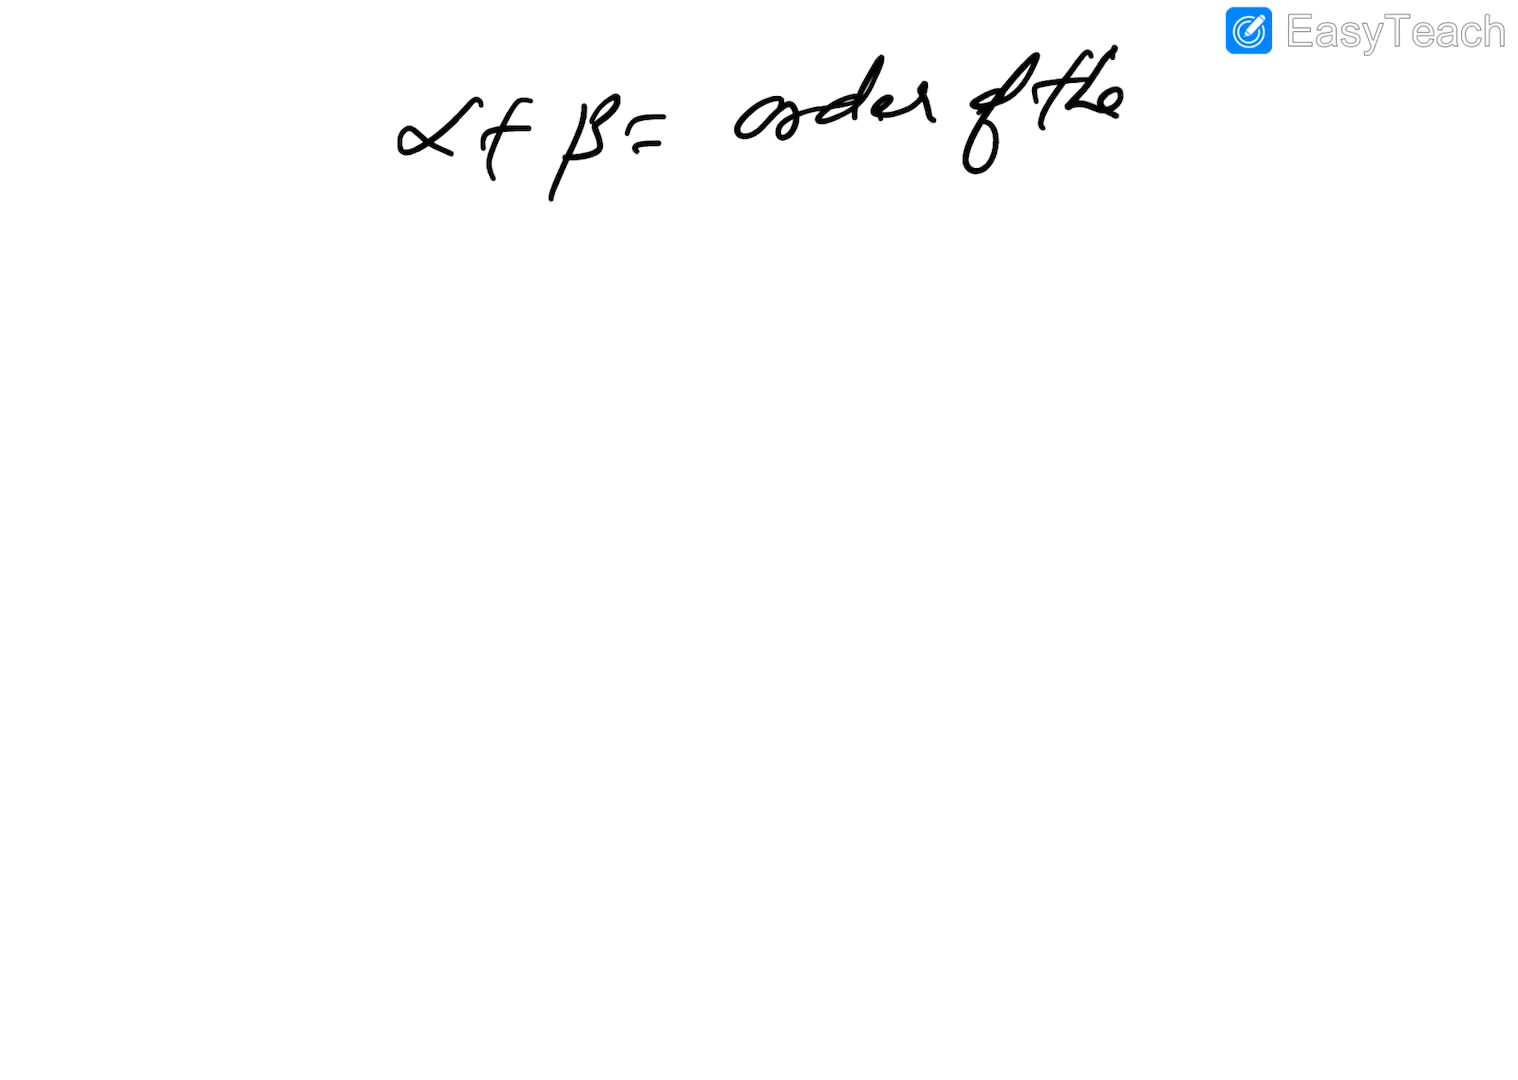 EasyTeach
α + β = order of the